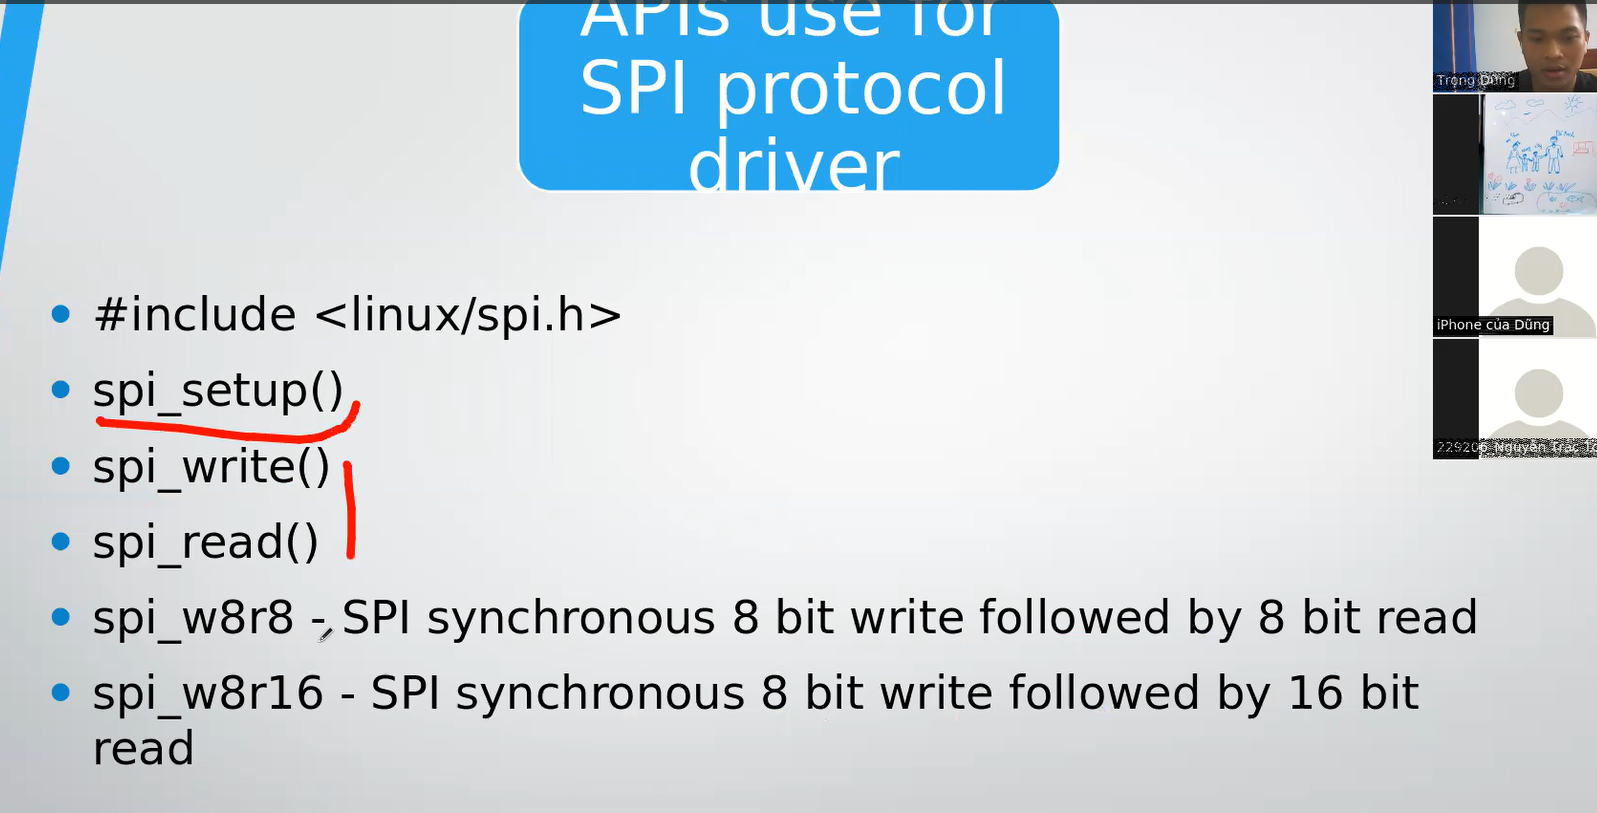 APIs use for
SPI protocol
driver
#include <linux/spi.h>
spi_setup()
spi_write()
spi_read()
spi_w8r8 - SPI synchronous 8 bit write followed by 8 bit read
spi_w8r16 - SPI synchronous 8 bit write followed by 16 bit
read
Trọng Dũng
iPhone của Dũng